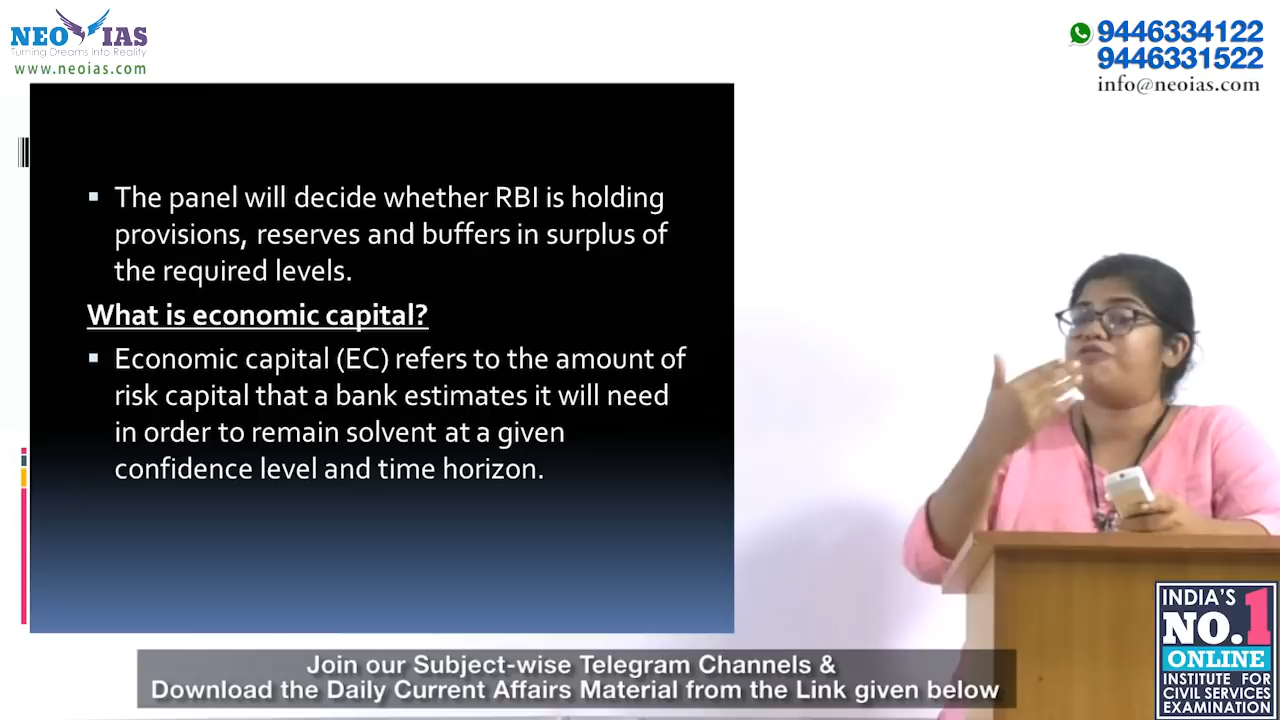 NEO IAS
Turning Dreams into Reality
www.neoias.com
9446334122
9446331522
info@neoias.com
▪ The panel will decide whether RBI is holding
provisions, reserves and buffers in surplus of
the required levels.
What is economic capital?
▪ Economic capital (EC) refers to the amount of
risk capital that a bank estimates it will need
in order to remain solvent at a given
confidence level and time horizon.
INDIA'S
NO.1
ONLINE
INSTITUTE FOR
CIVIL SERVICES
EXAMINATION
Join our Subject-wise Telegram Channels &
Download the Daily Current Affairs Material from the Link given below